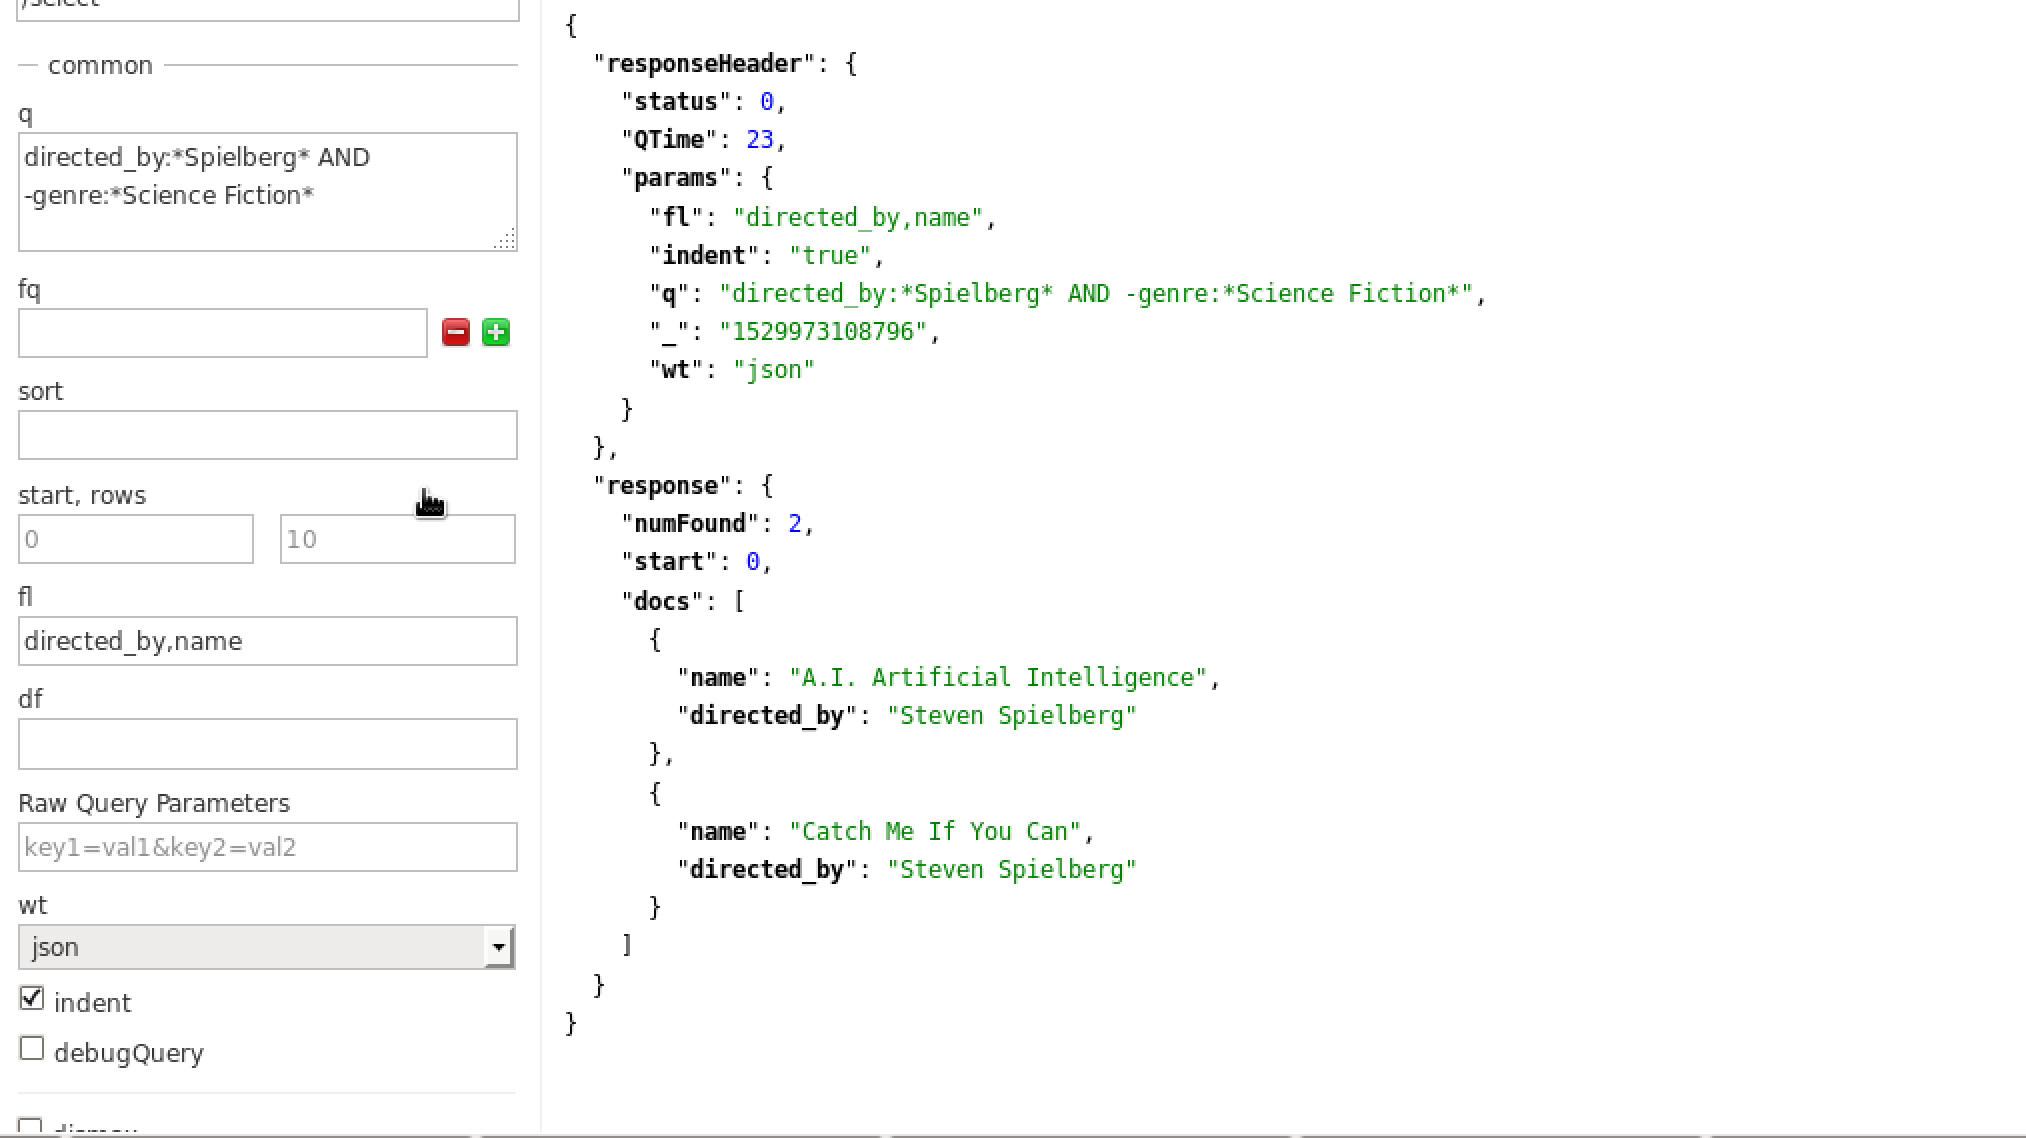 /select
common
q
directed_by:*Spielberg* AND
-genre:*Science Fiction*
fq
sort
start, rows
0 10
fl
directed_by,name
df
Raw Query Parameters
key1=val1&key2=val2
wt
json
indent
debugQuery
dismax
{
"responseHeader": {
"status": 0,
"QTime": 23,
"params": {
"fl": "directed_by,name",
"indent": "true",
"q": "directed_by:*Spielberg* AND -genre:*Science Fiction*",
"_": "1529973108796",
"wt": "json"
}
},
"response": {
"numFound": 2,
"start": 0,
"docs": [
{
"name": "A.I. Artificial Intelligence",
"directed_by": "Steven Spielberg"
},
{
"name": "Catch Me If You Can",
"directed_by": "Steven Spielberg"
}
]
}
}